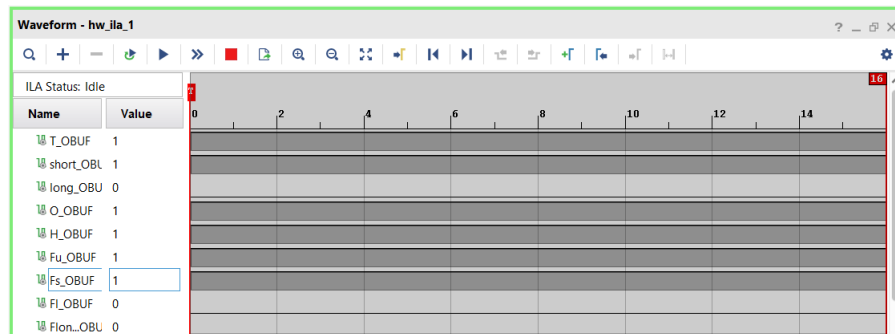 Waveform - hw_ila_1
? _
ILA Status: Idle
16
T
Name Value
0 2 4 6 8 10 12 14
T_OBUF 1
short_OBU 1
long_OBU 0
O_OBUF 1
H_OBUF 1
Fu_OBUF 1
Fs_OBUF 1
Fl_OBUF 0
Flon...OBU 0